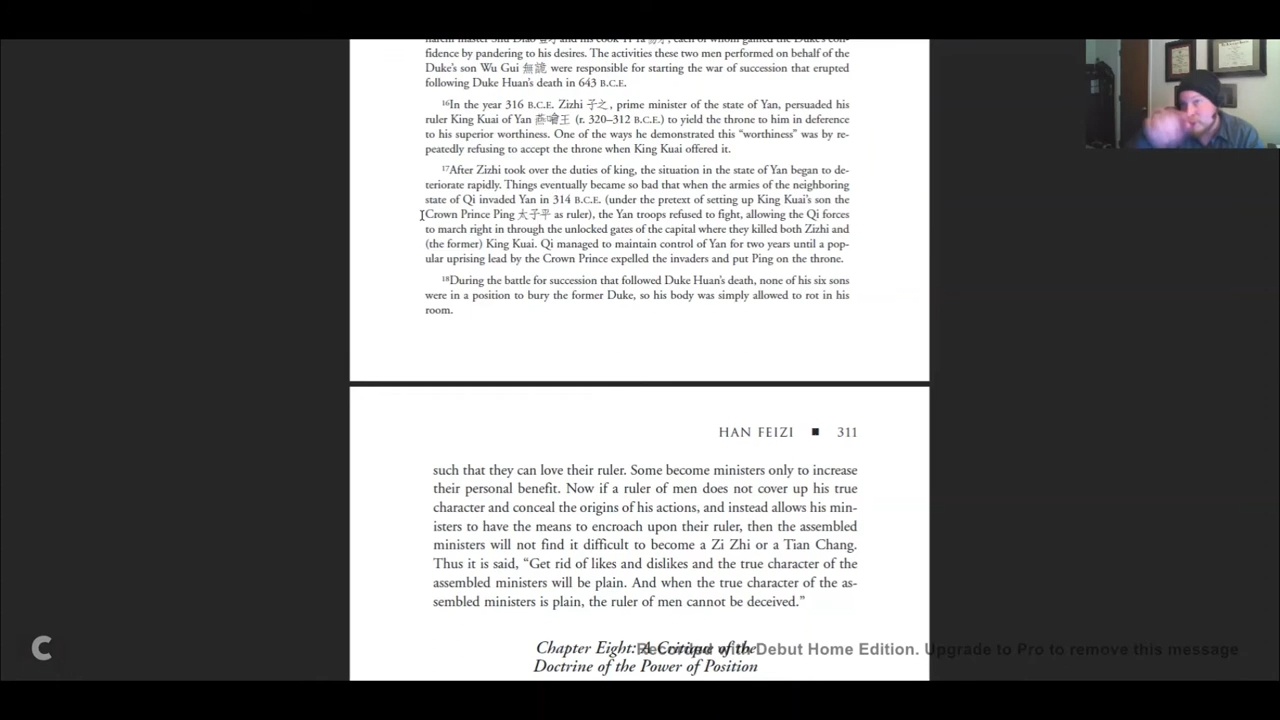 fidence by pandering to his desires. The activities these two men performed on behalf of the
Duke's son Wu Gui 無詭 were responsible for starting the war of succession that erupted
following Duke Huan's death in 643 B.C.E.
16In the year 316 B.C.E. Zizhi 子之, prime minister of the state of Yan, persuaded his
ruler King Kuai of Yan 燕噲王 (r. 320–312 B.C.E.) to yield the throne to him in deference
to his superior worthiness. One of the ways he demonstrated this "worthiness" was by re-
peatedly refusing to accept the throne when King Kuai offered it.
17After Zizhi took over the duties of king, the situation in the state of Yan began to de-
teriorate rapidly. Things eventually became so bad that when the armies of the neighboring
state of Qi invaded Yan in 314 B.C.E. (under the pretext of setting up King Kuai's son the
Crown Prince Ping 太子平 as ruler), the Yan troops refused to fight, allowing the Qi forces
to march right in through the unlocked gates of the capital where they killed both Zizhi and
(the former) King Kuai. Qi managed to maintain control of Yan for two years until a pop-
ular uprising lead by the Crown Prince expelled the invaders and put Ping on the throne.
18During the battle for succession that followed Duke Huan's death, none of his six sons
were in a position to bury the former Duke, so his body was simply allowed to rot in his
room.
HAN FEIZI ■ 311
such that they can love their ruler. Some become ministers only to increase
their personal benefit. Now if a ruler of men does not cover up his true
character and conceal the origins of his actions, and instead allows his min-
isters to have the means to encroach upon their ruler, then the assembled
ministers will not find it difficult to become a Zi Zhi or a Tian Chang.
Thus it is said, "Get rid of likes and dislikes and the true character of the
assembled ministers will be plain. And when the true character of the as-
sembled ministers is plain, the ruler of men cannot be deceived."
Chapter Eight: A Critique of the
Doctrine of the Power of Position
Recorded with Debut Home Edition. Upgrade to Pro to remove this message
C